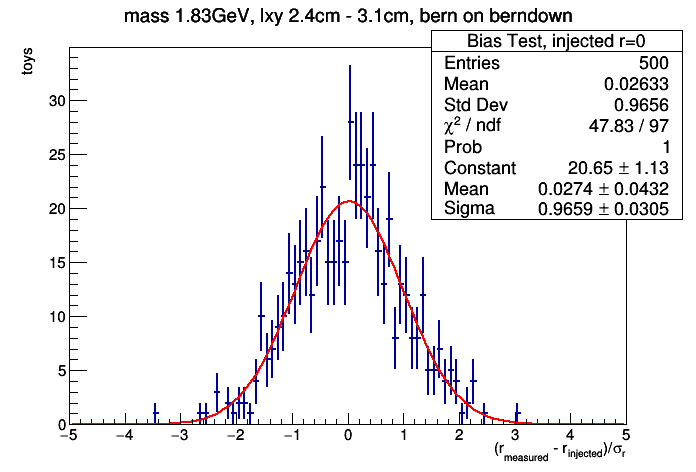 mass 1.83GeV, lxy 2.4cm - 3.1cm, bern on berndown
toys
Bias Test, injected r=0
Entries 500
Mean 0.02633
Std Dev 0.9656
χ² / ndf 47.83 / 97
Prob 1
Constant 20.65 ± 1.13
Mean 0.0274 ± 0.0432
Sigma 0.9659 ± 0.0305
30
25
20
15
10
5
0
−5 −4 −3 −2 −1 0 1 2 3 4 5
(r_measured - r_injected)/σ_r